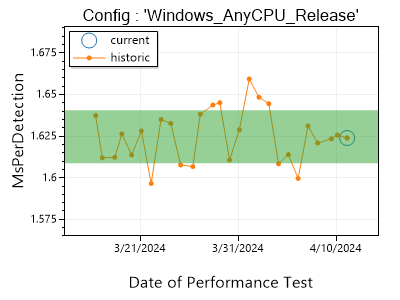 Config : 'Windows_AnyCPU_Release'
current
historic
MsPerDetection
1.675
1.65
1.625
1.6
1.575
3/21/2024
3/31/2024
4/10/2024
Date of Performance Test